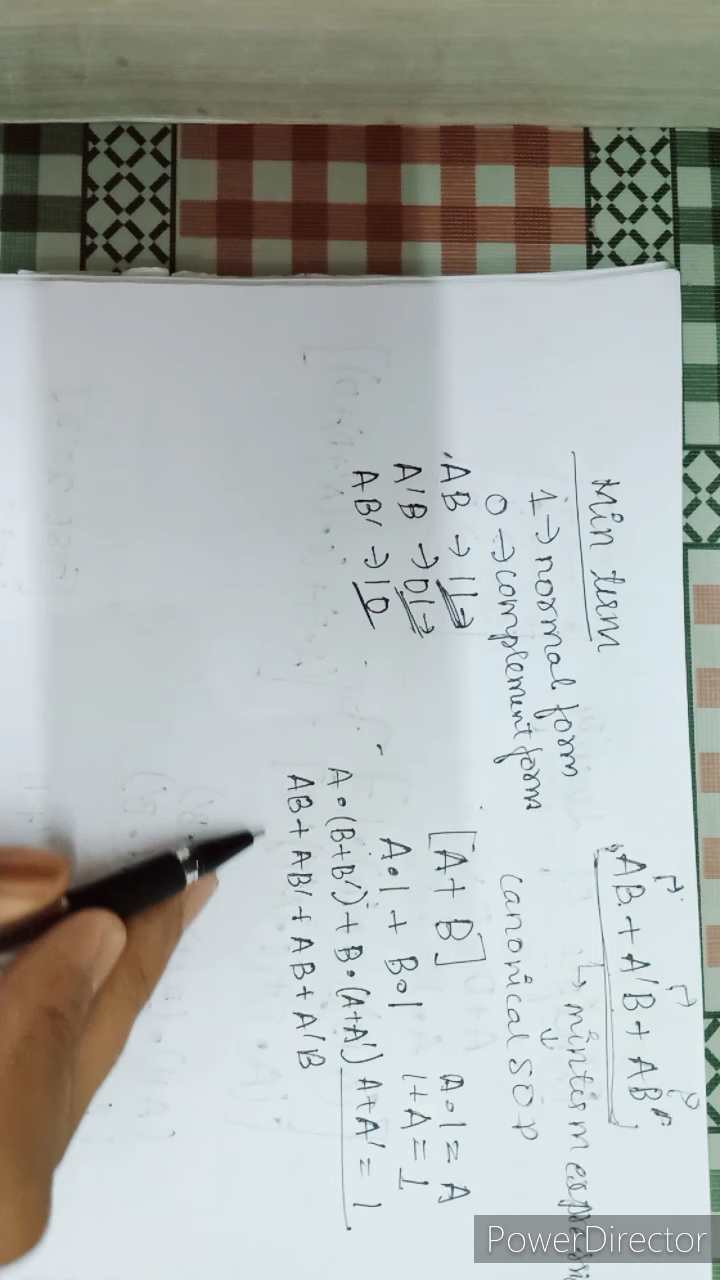 Min term
1 → normal form
0 → complement form
AB → 11 →
A'B → 01 →
AB' → 10
AB + A'B + AB'
↳ minterm
canonical SOP
[A+B]
A•1 + B•1
A•(B+B') + B•(A+A')
AB + AB' + AB + A'B
A•1 = A
1+A = 1
A+A' = 1
PowerDirector